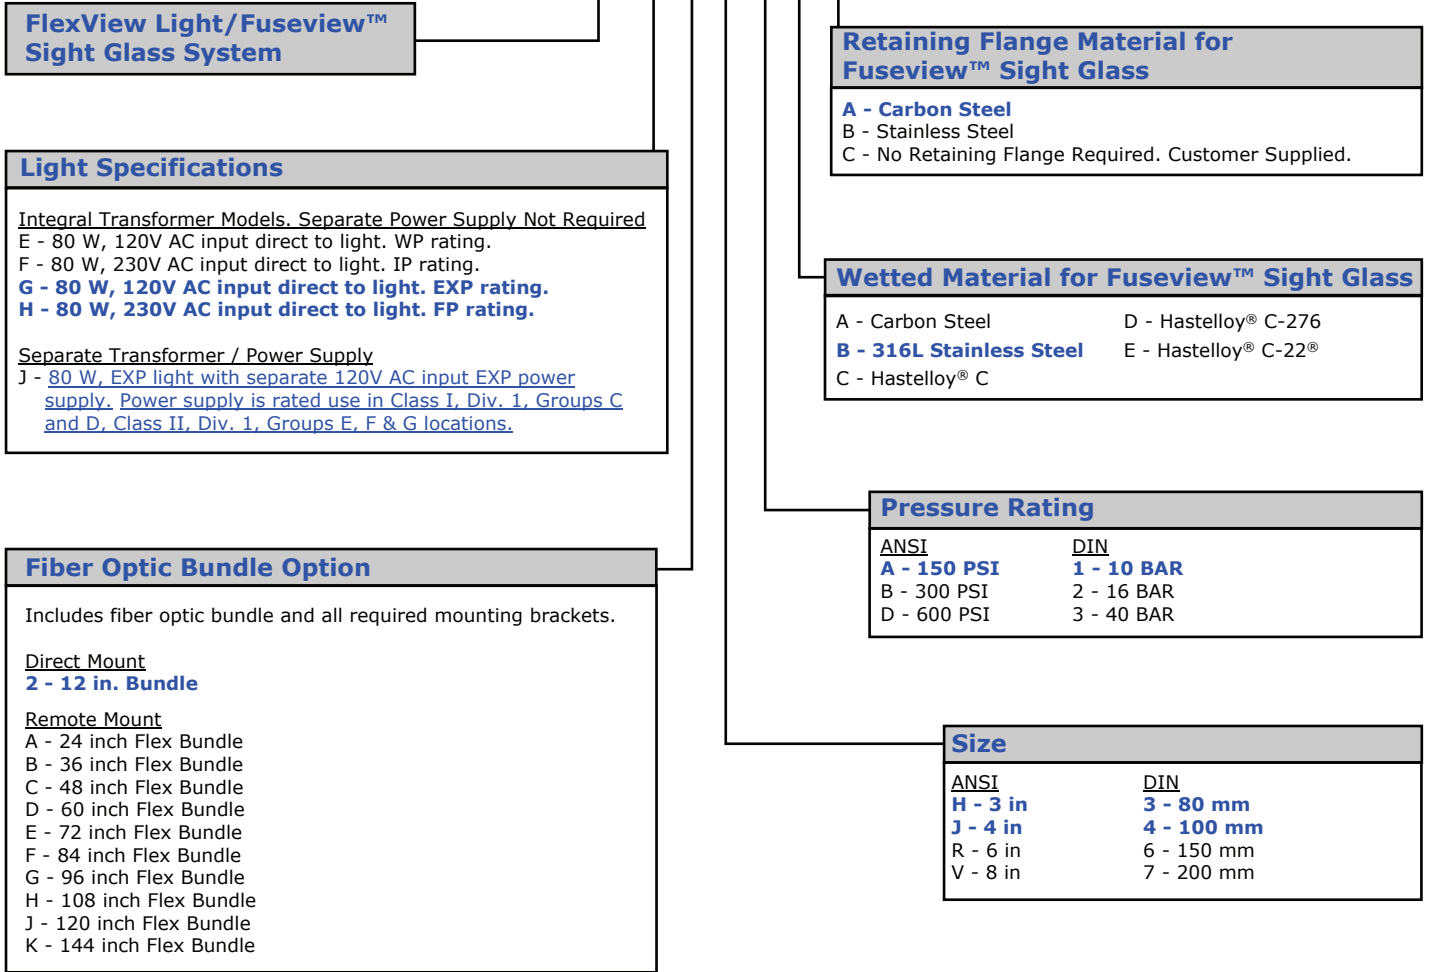 FlexView Light/Fuseview™
Sight Glass System
Light Specifications
Integral Transformer Models. Separate Power Supply Not Required
E - 80 W, 120V AC input direct to light. WP rating.
F - 80 W, 230V AC input direct to light. IP rating.
G - 80 W, 120V AC input direct to light. EXP rating.
H - 80 W, 230V AC input direct to light. FP rating.
Separate Transformer / Power Supply
J - 80 W, EXP light with separate 120V AC input EXP power
supply. Power supply is rated use in Class I, Div. 1, Groups C
and D, Class II, Div. 1, Groups E, F & G locations.
Fiber Optic Bundle Option
Includes fiber optic bundle and all required mounting brackets.
Direct Mount
2 - 12 in. Bundle
Remote Mount
A - 24 inch Flex Bundle
B - 36 inch Flex Bundle
C - 48 inch Flex Bundle
D - 60 inch Flex Bundle
E - 72 inch Flex Bundle
F - 84 inch Flex Bundle
G - 96 inch Flex Bundle
H - 108 inch Flex Bundle
J - 120 inch Flex Bundle
K - 144 inch Flex Bundle
Retaining Flange Material for
Fuseview™ Sight Glass
A - Carbon Steel
B - Stainless Steel
C - No Retaining Flange Required. Customer Supplied.
Wetted Material for Fuseview™ Sight Glass
A - Carbon Steel D - Hastelloy® C-276
B - 316L Stainless Steel E - Hastelloy® C-22®
C - Hastelloy® C
Pressure Rating
ANSI DIN
A - 150 PSI 1 - 10 BAR
B - 300 PSI 2 - 16 BAR
D - 600 PSI 3 - 40 BAR
Size
ANSI DIN
H - 3 in 3 - 80 mm
J - 4 in 4 - 100 mm
R - 6 in 6 - 150 mm
V - 8 in 7 - 200 mm